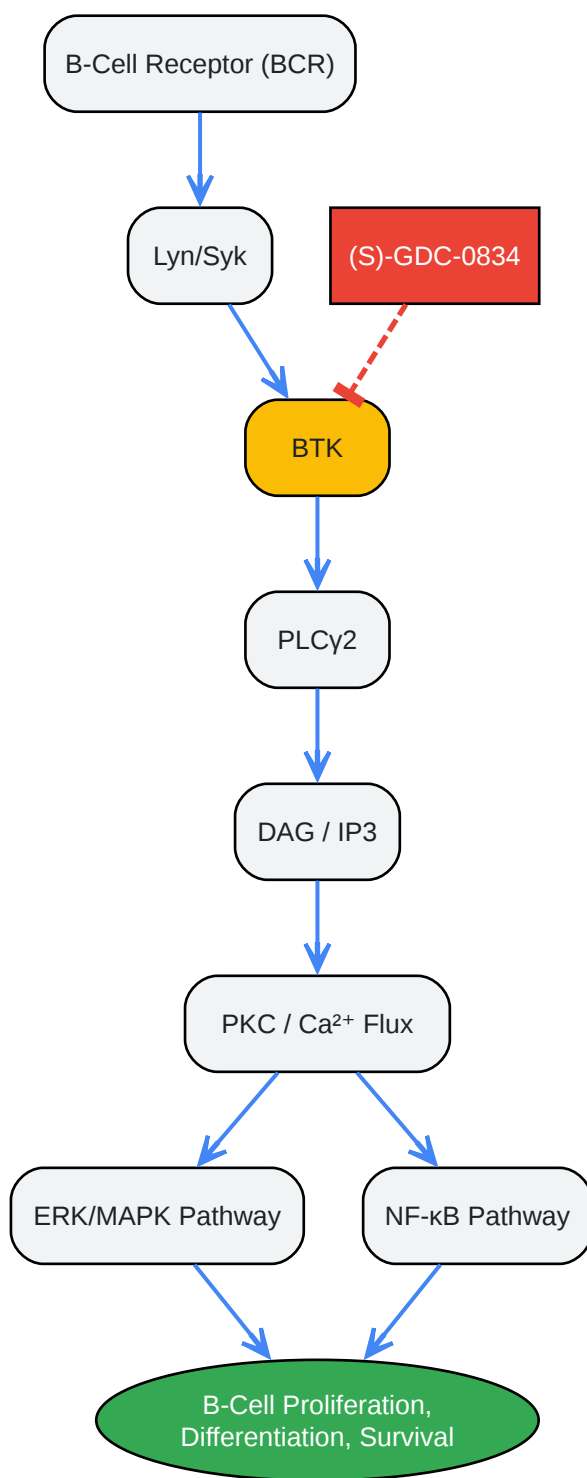 B-Cell Receptor (BCR)
Lyn/Syk
(S)-GDC-0834
BTK
PLCγ2
DAG / IP3
PKC / Ca²⁺ Flux
ERK/MAPK Pathway
NF-κB Pathway
B-Cell Proliferation,
Differentiation, Survival